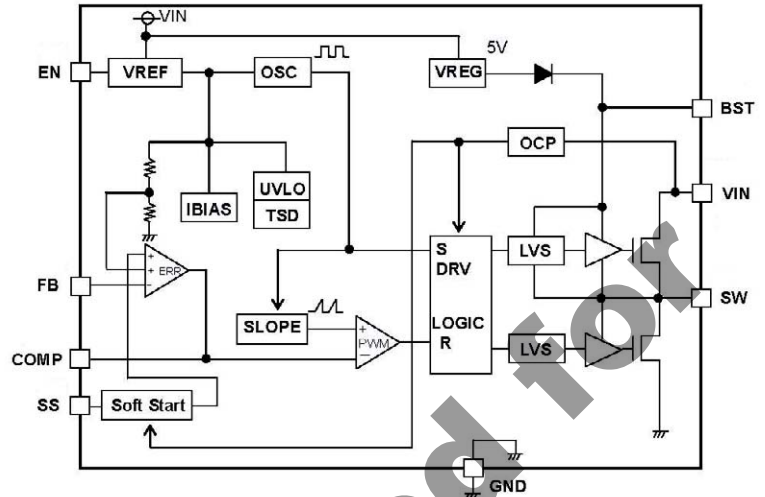 VIN
5V
EN
VREF
OSC
VREG
BST
OCP
VIN
UVLO
IBIAS
TSD
LVS
S
DRV
ERR
FB
SW
SLOPE
LOGIC
PWM
R
LVS
COMP
SS
Soft Start
GND
+
+
−
+
−
d for